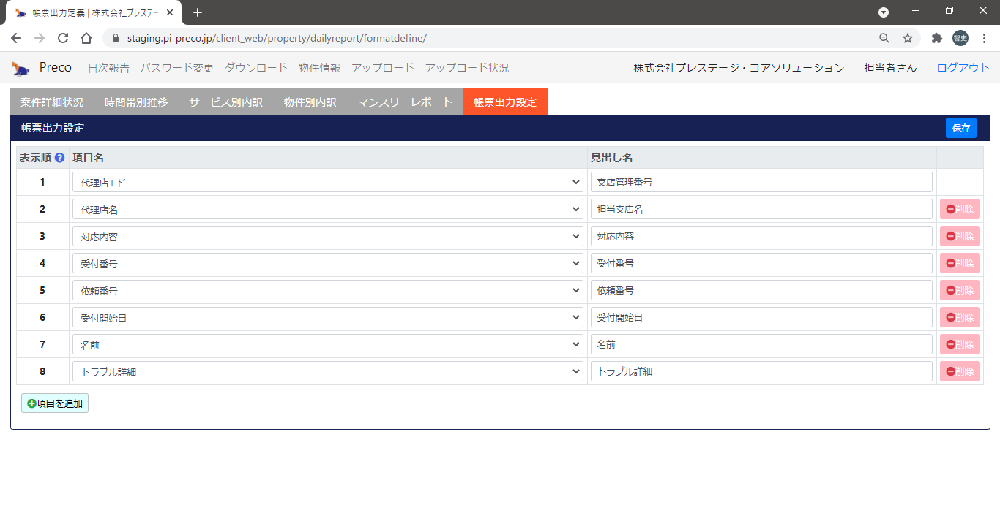 帳票出力定義 | 株式会社プレステー
staging.pi-preco.jp/client_web/property/dailyreport/formatdefine/
智史
Preco 日次報告 パスワード変更 ダウンロード 物件情報 アップロード アップロード状況 株式会社プレステージ・コアソリューション 担当者さん ログアウト
案件詳細状況 時間帯別推移 サービス別内訳 物件別内訳 マンスリーレポート 帳票出力設定
帳票出力設定 保存
表示順 ? 項目名 見出し名
1 代理店ｺｰﾄﾞ 支店管理番号
2 代理店名 担当支店名 削除
3 対応内容 対応内容 削除
4 受付番号 受付番号 削除
5 依頼番号 依頼番号 削除
6 受付開始日 受付開始日 削除
7 名前 名前 削除
8 トラブル詳細 トラブル詳細 削除
項目を追加